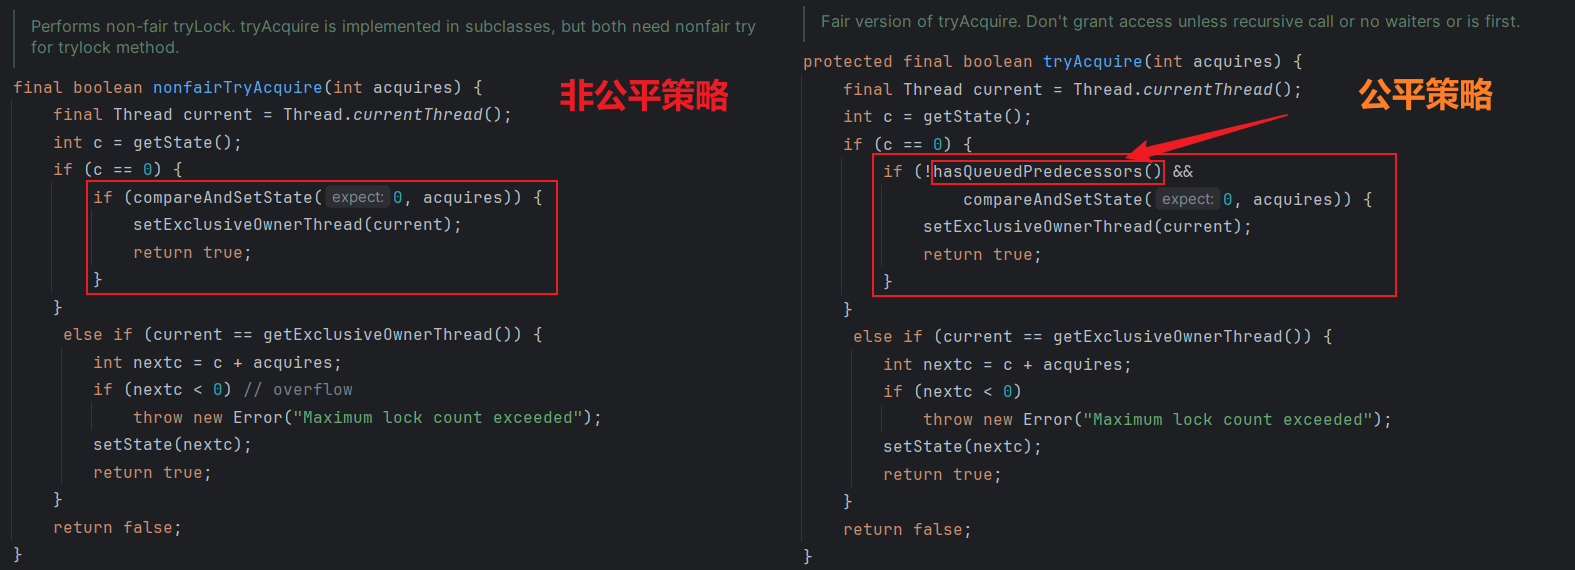 Performs non-fair tryLock. tryAcquire is implemented in subclasses, but both need nonfair try
for trylock method.
final boolean nonfairTryAcquire(int acquires) {
非公平策略
final Thread current = Thread.currentThread();
int c = getState();
if (c == 0) {
if (compareAndSetState( expect: 0, acquires)) {
setExclusiveOwnerThread(current);
return true;
}
}
else if (current == getExclusiveOwnerThread()) {
int nextc = c + acquires;
if (nextc < 0) // overflow
throw new Error("Maximum lock count exceeded");
setState(nextc);
return true;
}
return false;
}
Fair version of tryAcquire. Don't grant access unless recursive call or no waiters or is first.
protected final boolean tryAcquire(int acquires) {
公平策略
final Thread current = Thread.currentThread();
int c = getState();
if (c == 0) {
if (!hasQueuedPredecessors() &&
compareAndSetState( expect: 0, acquires)) {
setExclusiveOwnerThread(current);
return true;
}
}
else if (current == getExclusiveOwnerThread()) {
int nextc = c + acquires;
if (nextc < 0)
throw new Error("Maximum lock count exceeded");
setState(nextc);
return true;
}
return false;
}